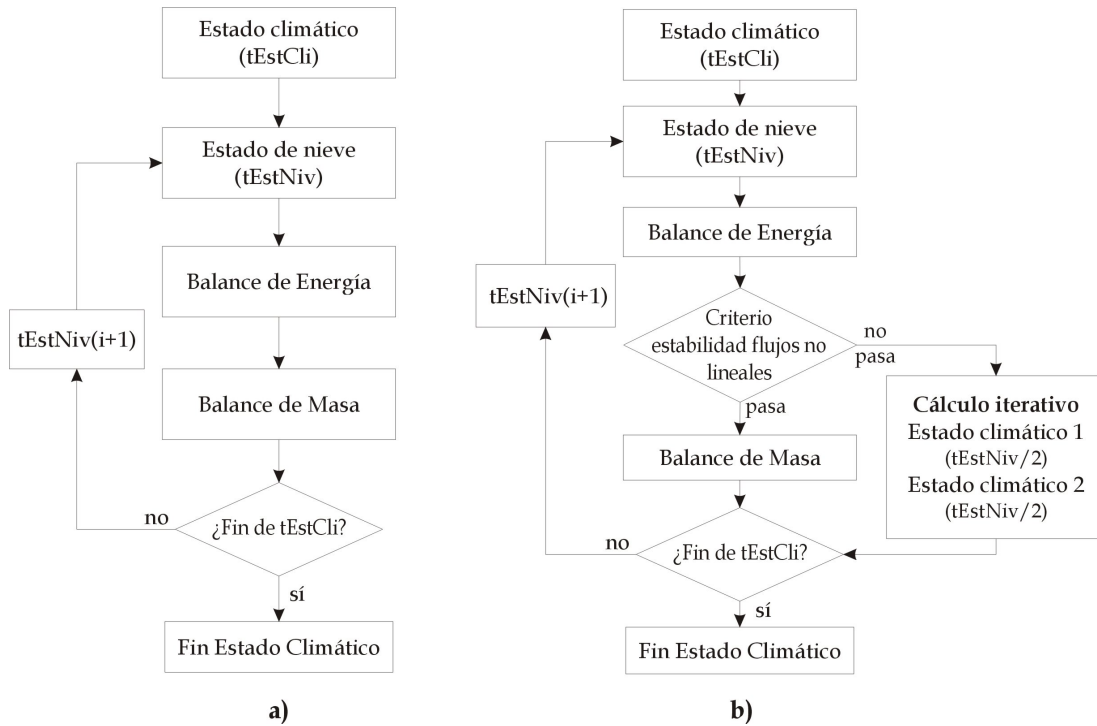 Estado climático
(tEstCli)
Estado de nieve
(tEstNiv)
Balance de Energía
tEstNiv(i+1)
Balance de Masa
no
¿Fin de tEstCli?
sí
Fin Estado Climático
a)
Estado climático
(tEstCli)
Estado de nieve
(tEstNiv)
Balance de Energía
tEstNiv(i+1)
Criterio
estabilidad flujos no
lineales
no
pasa
pasa
Cálculo iterativo
Estado climático 1
(tEstNiv/2)
Estado climático 2
(tEstNiv/2)
Balance de Masa
no
¿Fin de tEstCli?
sí
Fin Estado Climático
b)